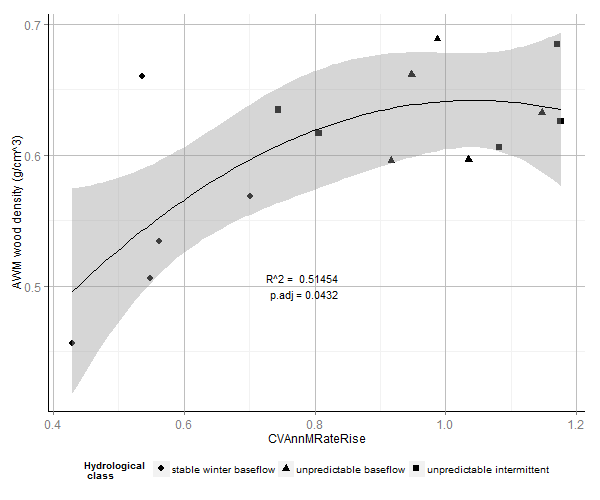 0.7
0.6
0.5
AWM wood density (g/cm^3)
R^2 = 0.51454
p.adj = 0.0432
0.4 0.6 0.8 1.0 1.2
CVAnnMRateRise
Hydrological
class
stable winter baseflow unpredictable baseflow unpredictable intermittent